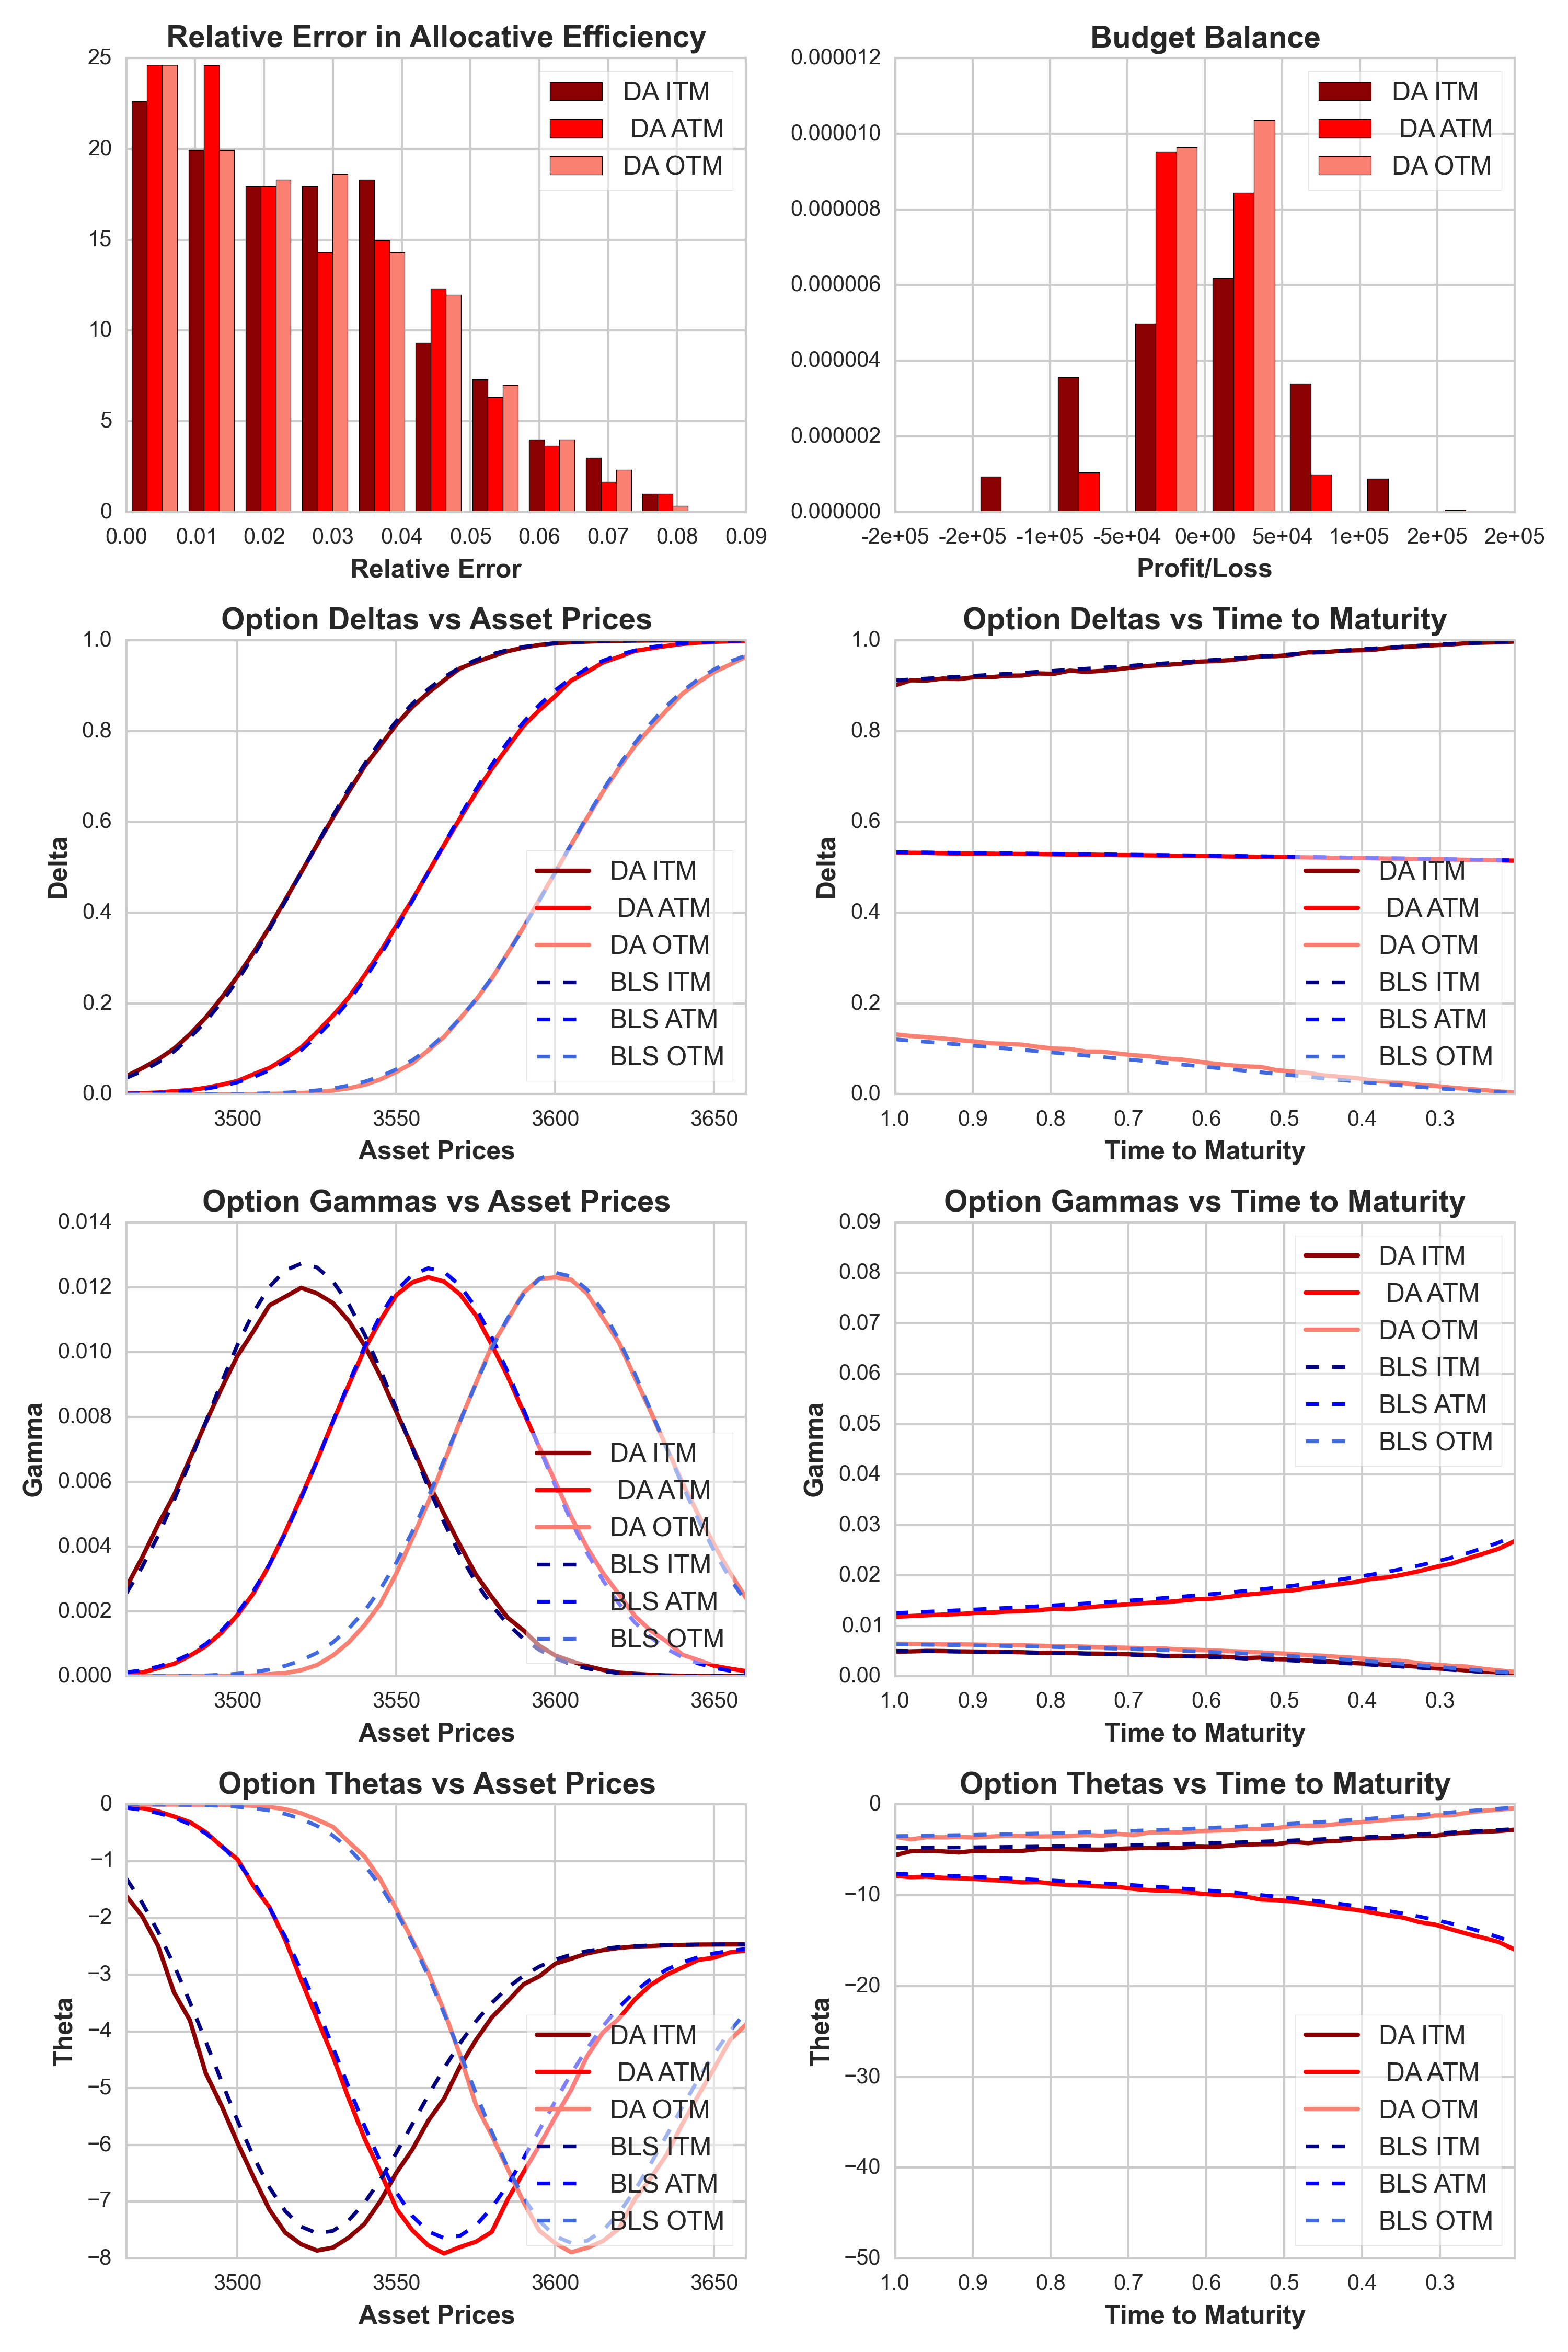 Relative Error in Allocative Efficiency
25
20
15
10
5
0
DA ITM
DA ATM
DA OTM
0.00 0.01 0.02 0.03 0.04 0.05 0.06 0.07 0.08 0.09
Relative Error
Budget Balance
0.000012
0.000010
0.000008
0.000006
0.000004
0.000002
0.000000
DA ITM
DA ATM
DA OTM
-2e+05 -2e+05 -1e+05 -5e+04 0e+00 5e+04 1e+05 2e+05 2e+05
Profit/Loss
Option Deltas vs Asset Prices
1.0
0.8
0.6
0.4
0.2
0.0
Delta
DA ITM
DA ATM
DA OTM
BLS ITM
BLS ATM
BLS OTM
3500 3550 3600 3650
Asset Prices
Option Deltas vs Time to Maturity
1.0
0.8
0.6
0.4
0.2
0.0
Delta
DA ITM
DA ATM
DA OTM
BLS ITM
BLS ATM
BLS OTM
1.0 0.9 0.8 0.7 0.6 0.5 0.4 0.3
Time to Maturity
Option Gammas vs Asset Prices
0.014
0.012
0.010
0.008
0.006
0.004
0.002
0.000
Gamma
DA ITM
DA ATM
DA OTM
BLS ITM
BLS ATM
BLS OTM
3500 3550 3600 3650
Asset Prices
Option Gammas vs Time to Maturity
0.09
0.08
0.07
0.06
0.05
0.04
0.03
0.02
0.01
0.00
Gamma
DA ITM
DA ATM
DA OTM
BLS ITM
BLS ATM
BLS OTM
1.0 0.9 0.8 0.7 0.6 0.5 0.4 0.3
Time to Maturity
Option Thetas vs Asset Prices
0
−1
−2
−3
−4
−5
−6
−7
−8
Theta
DA ITM
DA ATM
DA OTM
BLS ITM
BLS ATM
BLS OTM
3500 3550 3600 3650
Asset Prices
Option Thetas vs Time to Maturity
0
−10
−20
−30
−40
−50
Theta
DA ITM
DA ATM
DA OTM
BLS ITM
BLS ATM
BLS OTM
1.0 0.9 0.8 0.7 0.6 0.5 0.4 0.3
Time to Maturity